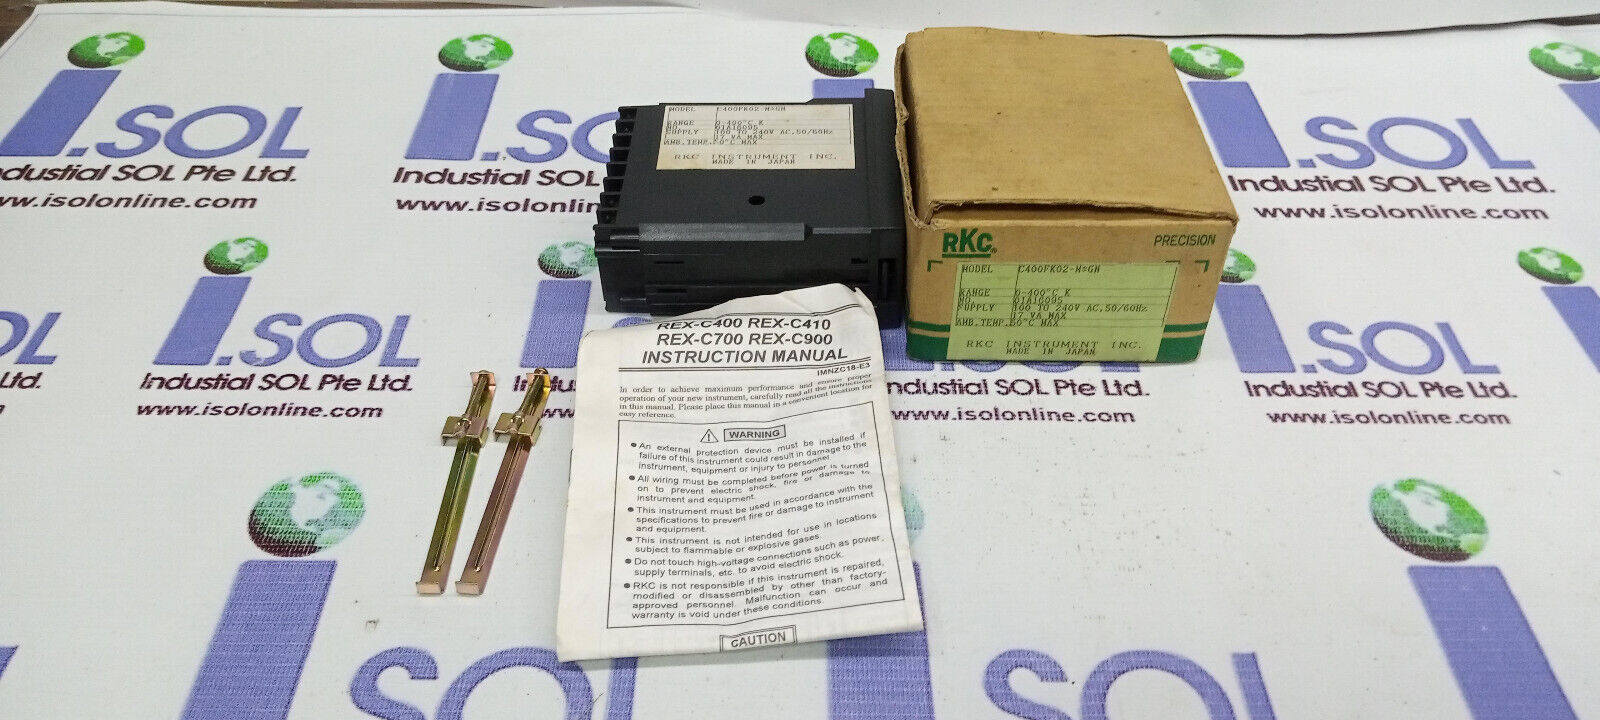 i.SOL
Industial SOL Pte Ltd.
www.isolonline.com
MODEL C400FK02-M*GN
RANGE 0-400°C K
NO. 01A16095
SUPPLY 100 TO 240V AC,50/60Hz
17 VA MAX
AMB.TEMP.50°C MAX
RKC INSTRUMENT INC.
MADE IN JAPAN
RKC® PRECISION
MODEL C400FK02-M*GN
RANGE 0-400°C K
NO. 01A16095
SUPPLY 100 TO 240V AC,50/60Hz
17 VA MAX
AMB.TEMP.50°C MAX
RKC INSTRUMENT INC.
MADE IN JAPAN
REX-C400 REX-C410
REX-C700 REX-C900
INSTRUCTION MANUAL
IMNZC18-E3
In order to achieve maximum performance and ensure proper
operation of your new instrument, carefully read all the instructions
in this manual. Please place this manual in a convenient location for
easy reference.
WARNING
● An external protection device must be installed if
failure of this instrument could result in damage to the
instrument, equipment or injury to personnel.
● All wiring must be completed before power is turned
on to prevent electric shock, fire or damage to
instrument and equipment.
● This instrument must be used in accordance with the
specifications to prevent fire or damage to instrument
and equipment.
● This instrument is not intended for use in locations
subject to flammable or explosive gases.
● Do not touch high-voltage connections such as power
supply terminals, etc. to avoid electric shock.
● RKC is not responsible if this instrument is repaired,
modified or disassembled by other than factory-
approved personnel. Malfunction can occur and
warranty is void under these conditions.
CAUTION
i.SOL
Industial SOL Pte Ltd.
www.isolonline.com